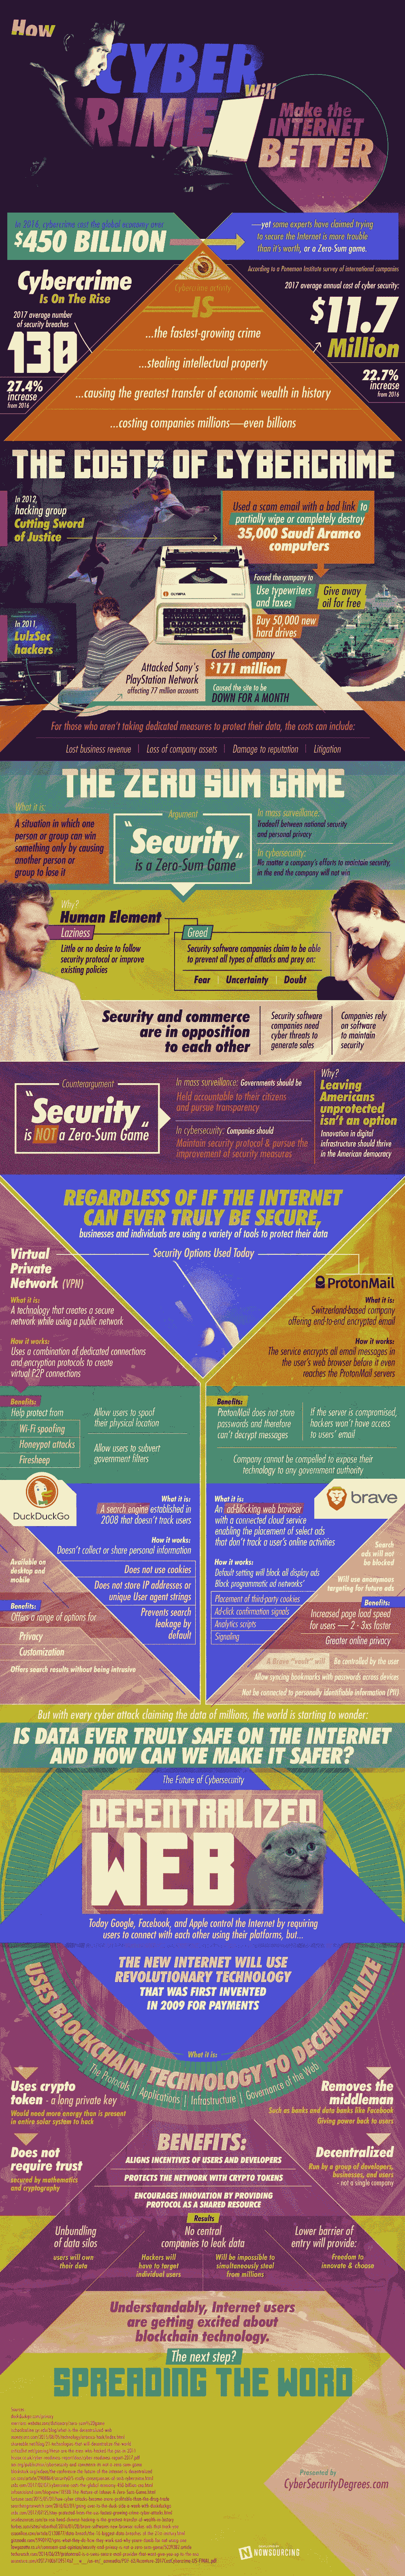 How
CYBER
CRIME
Will
Make the
INTERNET
BETTER
In 2016, cybercrime cost the global economy over
$450 BILLION
—yet some experts have claimed trying
to secure the Internet is more trouble
than it's worth, or a Zero-Sum game.
Cybercrime
Is On The Rise
According to a Ponemon Institute survey of international companies
2017 average annual cost of cyber security:
$11.7
Million
22.7%
increase
from 2016
2017 average number
of security breaches
130
27.4%
increase
from 2016
Cybercrime activity
IS
...the fastest-growing crime
...stealing intellectual property
...causing the greatest transfer of economic wealth in history
...costing companies millions—even billions
THE COSTS OF CYBERCRIME
In 2012,
hacking group
Cutting Sword
of Justice
Used a scam email with a bad link to
partially wipe or completely destroy
35,000 Saudi Aramco
computers
Forced the company to
Use typewriters
and faxes
Give away
oil for free
Buy 50,000 new
hard drives
In 2011,
LulzSec
hackers
Attacked Sony's
PlayStation Network
affecting 77 million accounts
Cost the company
$171 million
Caused the site to be
DOWN FOR A MONTH
For those who aren't taking dedicated measures to protect their data, the costs can include:
Lost business revenue | Loss of company assets | Damage to reputation | Litigation
THE ZERO SUM GAME
What it is:
A situation in which one
person or group can win
something only by causing
another person or
group to lose it
Argument
"Security"
is a Zero-Sum Game
In mass surveillance:
Tradeoff between national security
and personal privacy
In cybersecurity:
No matter a company's efforts to maintain security,
in the end the company will not win
Why?
Human Element
Laziness
Little or no desire to follow
security protocol or improve
existing policies
Greed
Security software companies claim to be able
to prevent all types of attacks and prey on:
Fear | Uncertainty | Doubt
Security and commerce
are in opposition
to each other
Security software
companies need
cyber threats to
generate sales
Companies rely
on software
to maintain
security
Counterargument
"Security"
is NOT a Zero-Sum Game
In mass surveillance: Governments should be
Held accountable to their citizens
and pursue transparency
In cybersecurity: Companies should
Maintain security protocol & pursue the
improvement of security measures
Why?
Leaving
Americans
unprotected
isn't an option
Innovation in digital
infrastructure should thrive
in the American democracy
REGARDLESS OF IF THE INTERNET
CAN EVER TRULY BE SECURE,
businesses and individuals are using a variety of tools to protect their data
Security Options Used Today
Virtual
Private
Network (VPN)
What it is:
A technology that creates a secure
network while using a public network
How it works:
Uses a combination of dedicated connections
and encryption protocols to create
virtual P2P connections
ProtonMail
What it is:
Switzerland-based company
offering end-to-end encrypted email
How it works:
The service encrypts all email messages in
the user's web browser before it even
reaches the ProtonMail servers
Benefits:
Help protect from
Wi-Fi spoofing
Honeypot attacks
Firesheep
Allow users to spoof
their physical location
Allow users to subvert
government filters
Benefits:
ProtonMail does not store
passwords and therefore
can't decrypt messages
If the server is compromised,
hackers won't have access
to users' email
Company cannot be compelled to expose their
technology to any government authority
DuckDuckGo
What it is:
A search engine established in
2008 that doesn't track users
How it works:
Doesn't collect or share personal information
Does not use cookies
Does not store IP addresses or
unique User agent strings
Prevents search
leakage by
default
Available on
desktop and
mobile
Benefits:
Offers a range of options for
Privacy
Customization
Offers search results without being intrusive
brave
What it is:
An ad-blocking web browser
with a connected cloud service
enabling the placement of select ads
that don't track a user's online activities
How it works:
Default setting will block all display ads
Block programmatic ad networks'
Placement of third-party cookies
Ad-click confirmation signals
Analytics scripts
Signaling
Search
ads will not
be blocked
Will use anonymous
targeting for future ads
Benefits:
Increased page load speed
for users — 2 - 3xs faster
Greater online privacy
A Brave "vault" will
Be controlled by the user
Allow syncing bookmarks with passwords across devices
Not be connected to personally identifiable information (PII)
But with every cyber attack claiming the data of millions, the world is starting to wonder:
IS DATA EVER TRULY SAFE ON THE INTERNET
AND HOW CAN WE MAKE IT SAFER?
The Future of Cybersecurity
DECENTRALIZED
WEB
Today Google, Facebook, and Apple control the Internet by requiring
users to connect with each other using their platforms, but...
THE NEW INTERNET WILL USE
REVOLUTIONARY TECHNOLOGY
THAT WAS FIRST INVENTED
IN 2009 FOR PAYMENTS
USES BLOCKCHAIN TECHNOLOGY TO DECENTRALIZE
What it is:
The Protocols | Applications | Infrastructure | Governance of the Web
Uses crypto
token - a long private key
Would need more energy than is present
in entire solar system to hack
Removes the
middleman
Such as banks and data banks like Facebook
Giving power back to users
Does not
require trust
secured by mathematics
and cryptography
BENEFITS:
ALIGNS INCENTIVES OF USERS AND DEVELOPERS
PROTECTS THE NETWORK WITH CRYPTO TOKENS
ENCOURAGES INNOVATION BY PROVIDING
PROTOCOL AS A SHARED RESOURCE
Decentralized
Run by a group of developers,
businesses, and users
- not a single company
Results
Unbundling
of data silos
users will own
their data
No central
companies to leak data
Hackers will
have to target
individual users
Will be impossible to
simultaneously steal
from millions
Lower barrier of
entry will provide:
Freedom to
innovate & choose
Understandably, Internet users
are getting excited about
blockchain technology.
The next step?
SPREADING THE WORD
Presented by
CyberSecurityDegrees.com
NOWSOURCING